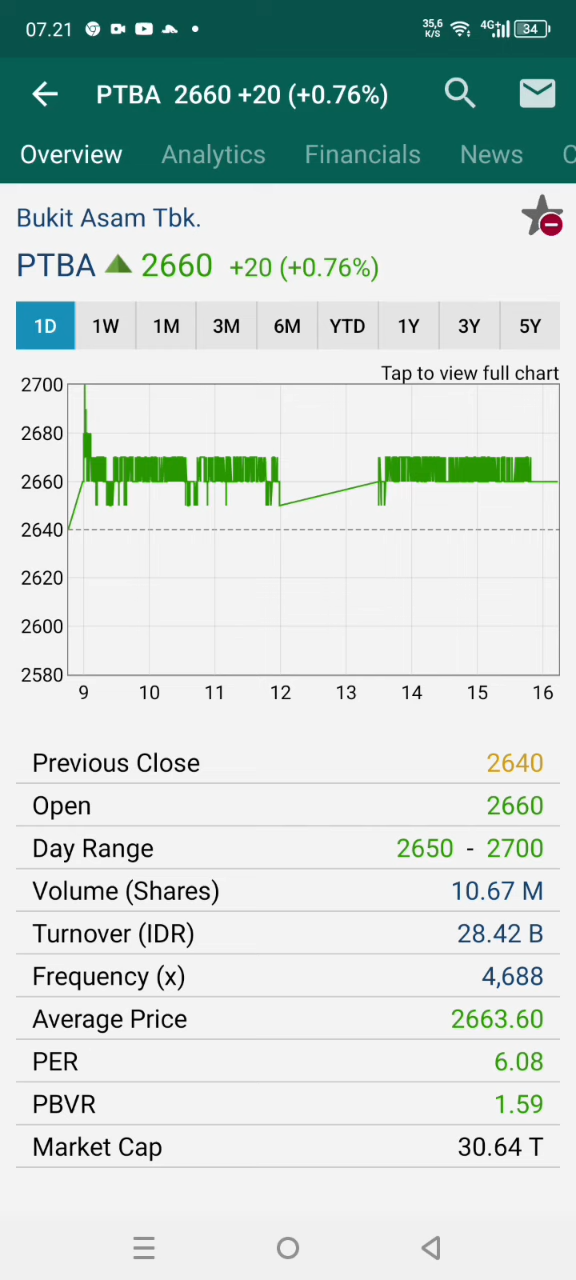 07.21 35,6 K/S 4G+ 34
PTBA 2660 +20 (+0.76%)
Overview Analytics Financials News C
Bukit Asam Tbk.
PTBA 2660 +20 (+0.76%)
1D 1W 1M 3M 6M YTD 1Y 3Y 5Y
Tap to view full chart
2700
2680
2660
2640
2620
2600
2580
9 10 11 12 13 14 15 16
Previous Close 2640
Open 2660
Day Range 2650 - 2700
Volume (Shares) 10.67 M
Turnover (IDR) 28.42 B
Frequency (x) 4,688
Average Price 2663.60
PER 6.08
PBVR 1.59
Market Cap 30.64 T